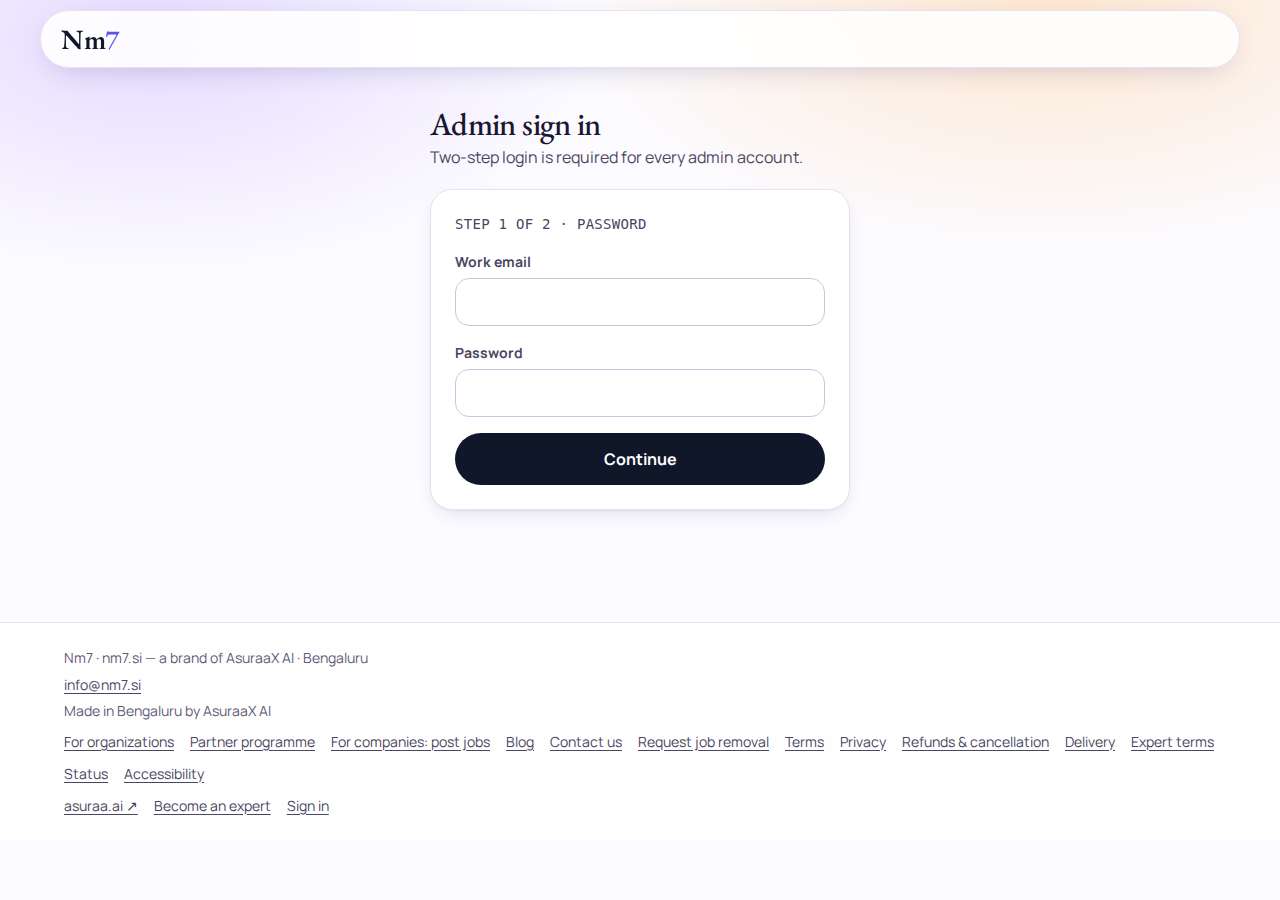 Nm7
Admin sign in
Two-step login is required for every admin account.
STEP 1 OF 2 · PASSWORD
Work email
Password
Continue
Nm7 · nm7.si — a brand of AsuraaX AI · Bengaluru
info@nm7.si
Made in Bengaluru by AsuraaX AI
For organizations Partner programme For companies: post jobs Blog Contact us Request job removal Terms Privacy Refunds & cancellation Delivery Expert terms
Status Accessibility
asuraa.ai ↗ Become an expert Sign in